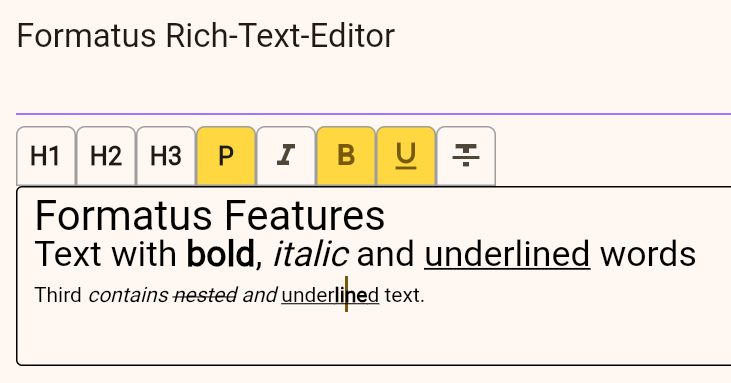 Formatus Rich-Text-Editor
H1 H2 H3 P I B U T
Formatus Features
Text with bold, italic and underlined words
Third contains nested and underlined text.